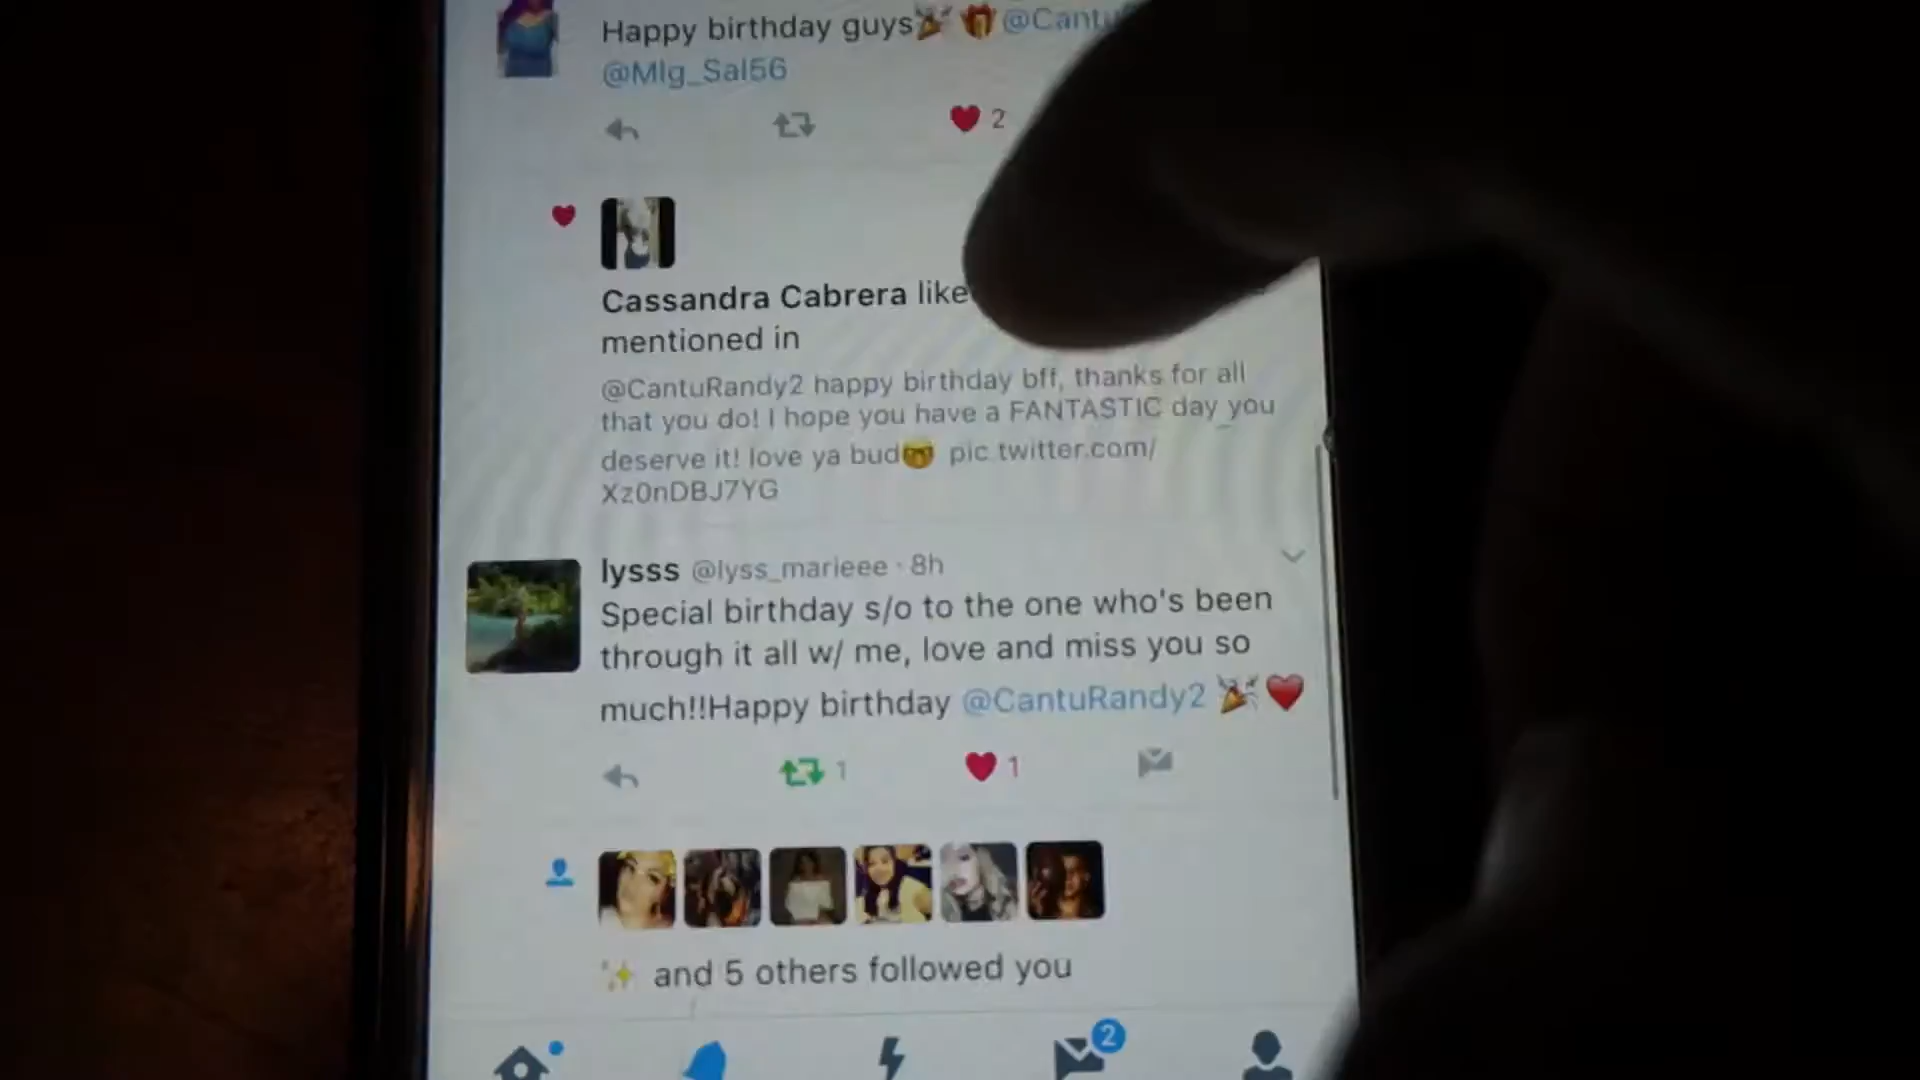 Happy birthday guys🎉🎁@Cantu
@Mlg_Sal56
2
Cassandra Cabrera like
mentioned in
@CantuRandy2 happy birthday bff, thanks for all
that you do! I hope you have a FANTASTIC day you
deserve it! love ya bud🤓 pic.twitter.com/
Xz0nDBJ7YG
lysss @lyss_marieee · 8h
Special birthday s/o to the one who's been
through it all w/ me, love and miss you so
much!!Happy birthday @CantuRandy2 🎉❤️
1 1
✨ and 5 others followed you
2